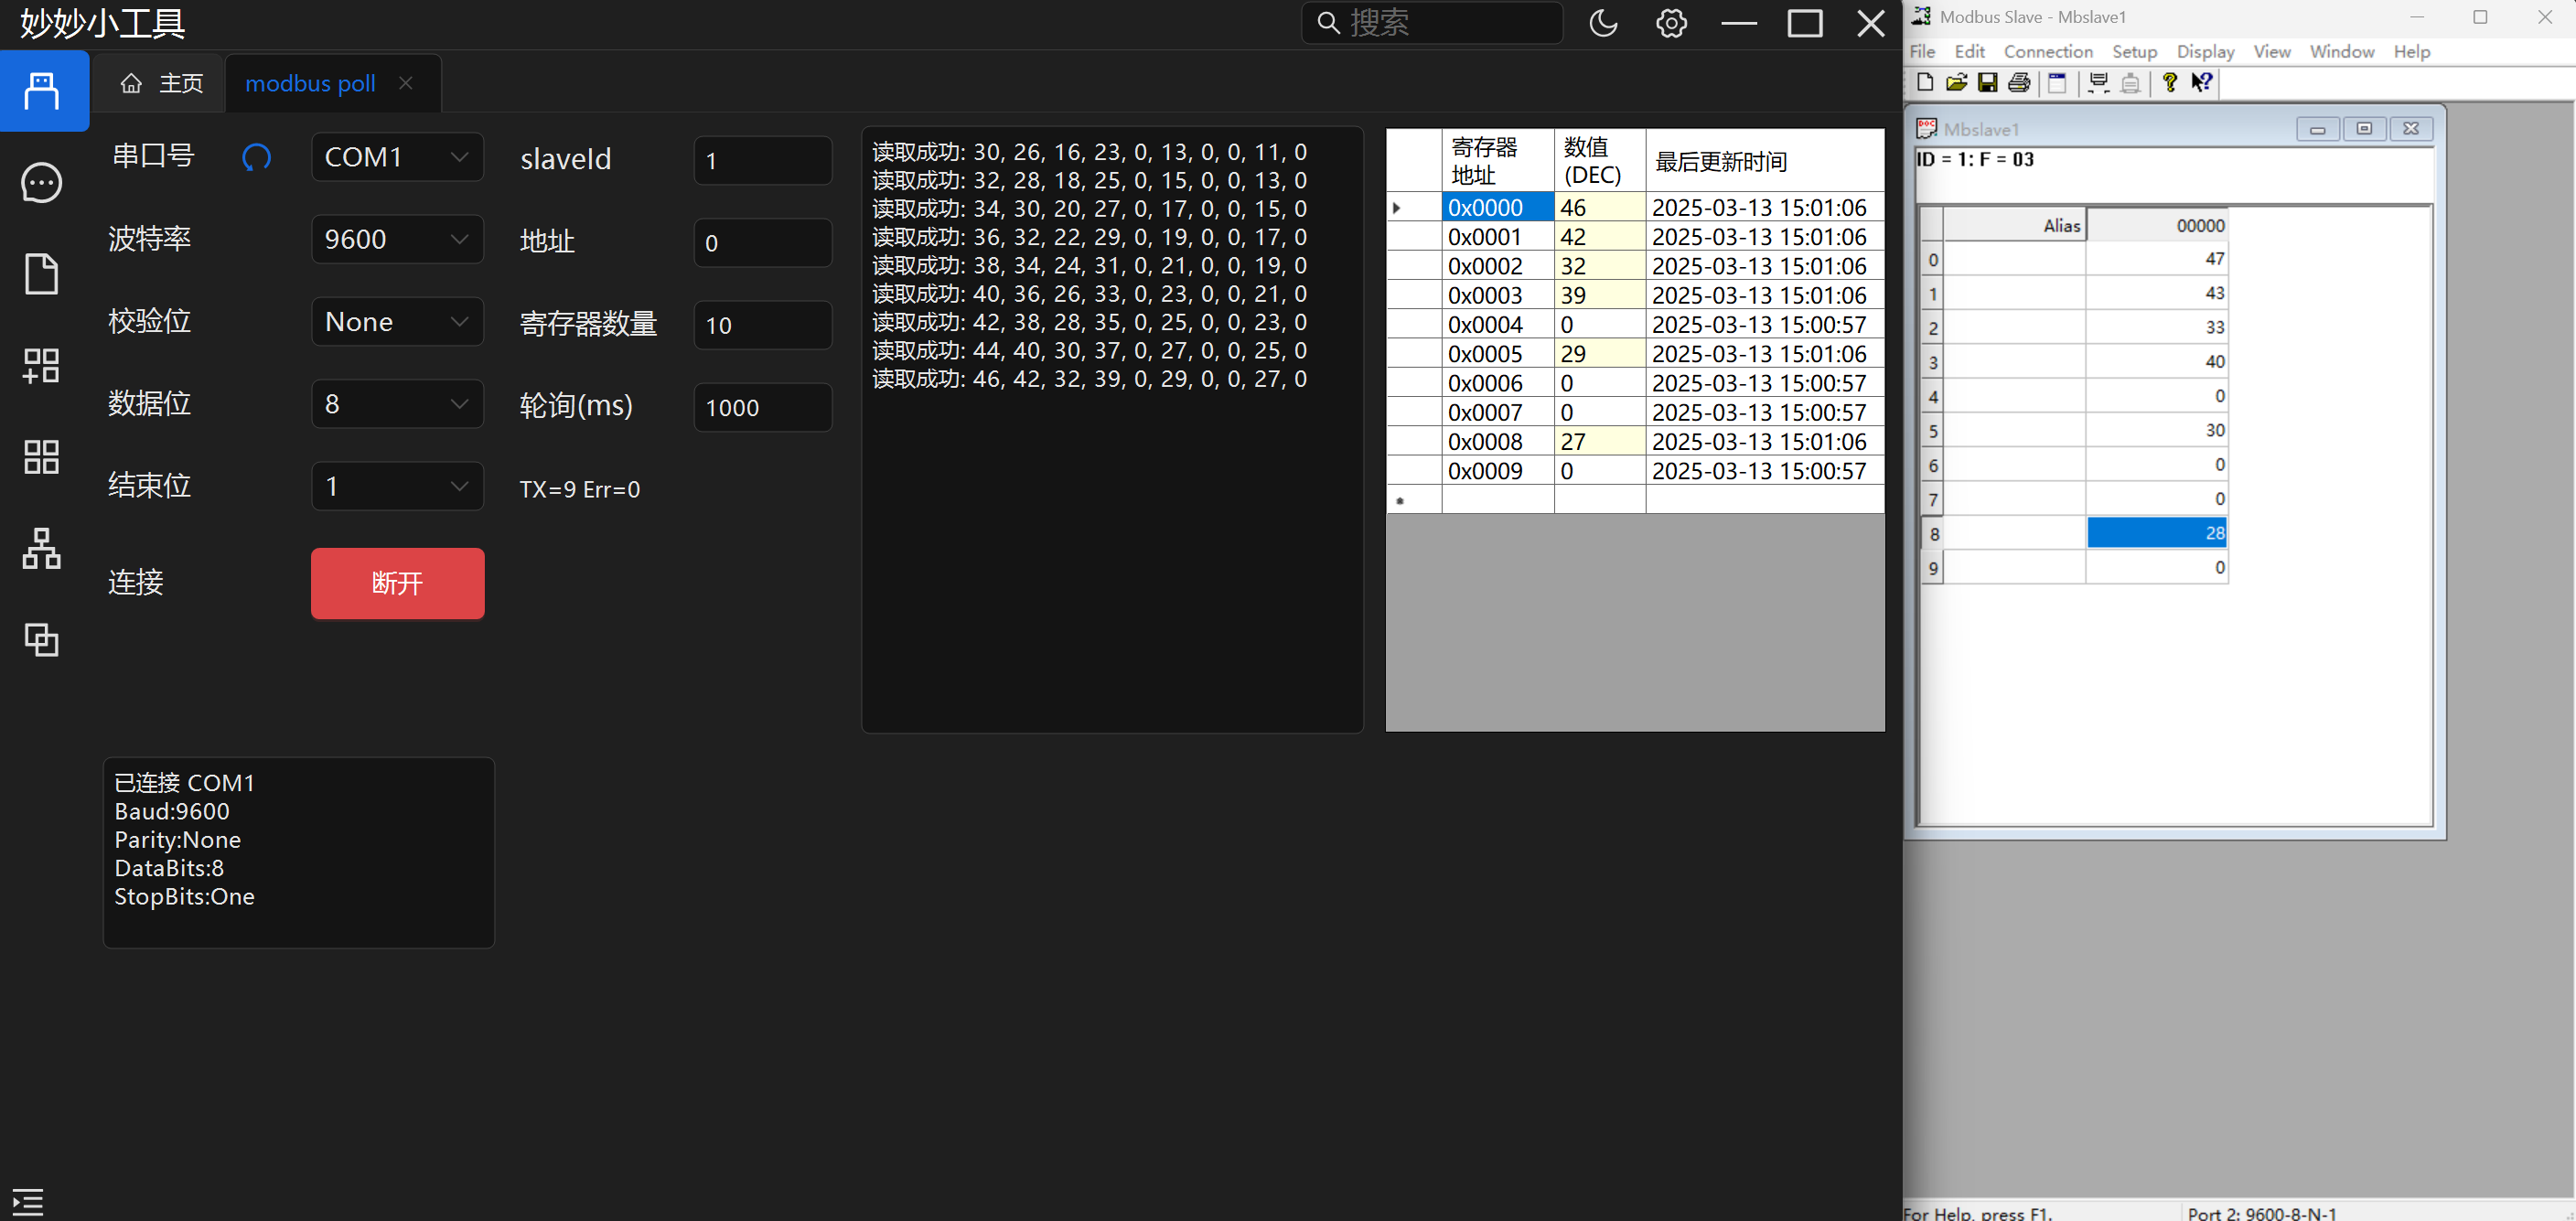 妙妙小工具
搜索
主页
modbus poll
串口号
COM1
slaveId
1
波特率
9600
地址
0
校验位
None
寄存器数量
10
数据位
8
轮询(ms)
1000
结束位
1
TX=9 Err=0
连接
断开
已连接 COM1
Baud:9600
Parity:None
DataBits:8
StopBits:One
读取成功: 30, 26, 16, 23, 0, 13, 0, 0, 11, 0
读取成功: 32, 28, 18, 25, 0, 15, 0, 0, 13, 0
读取成功: 34, 30, 20, 27, 0, 17, 0, 0, 15, 0
读取成功: 36, 32, 22, 29, 0, 19, 0, 0, 17, 0
读取成功: 38, 34, 24, 31, 0, 21, 0, 0, 19, 0
读取成功: 40, 36, 26, 33, 0, 23, 0, 0, 21, 0
读取成功: 42, 38, 28, 35, 0, 25, 0, 0, 23, 0
读取成功: 44, 40, 30, 37, 0, 27, 0, 0, 25, 0
读取成功: 46, 42, 32, 39, 0, 29, 0, 0, 27, 0
寄存器地址 数值(DEC) 最后更新时间
0x0000 46 2025-03-13 15:01:06
0x0001 42 2025-03-13 15:01:06
0x0002 32 2025-03-13 15:01:06
0x0003 39 2025-03-13 15:01:06
0x0004 0 2025-03-13 15:00:57
0x0005 29 2025-03-13 15:01:06
0x0006 0 2025-03-13 15:00:57
0x0007 0 2025-03-13 15:00:57
0x0008 27 2025-03-13 15:01:06
0x0009 0 2025-03-13 15:00:57
Modbus Slave - Mbslave1
File Edit Connection Setup Display View Window Help
Mbslave1
ID = 1: F = 03
Alias 00000
0 47
1 43
2 33
3 40
4 0
5 30
6 0
7 0
8 28
9 0
For Help, press F1.
Port 2: 9600-8-N-1